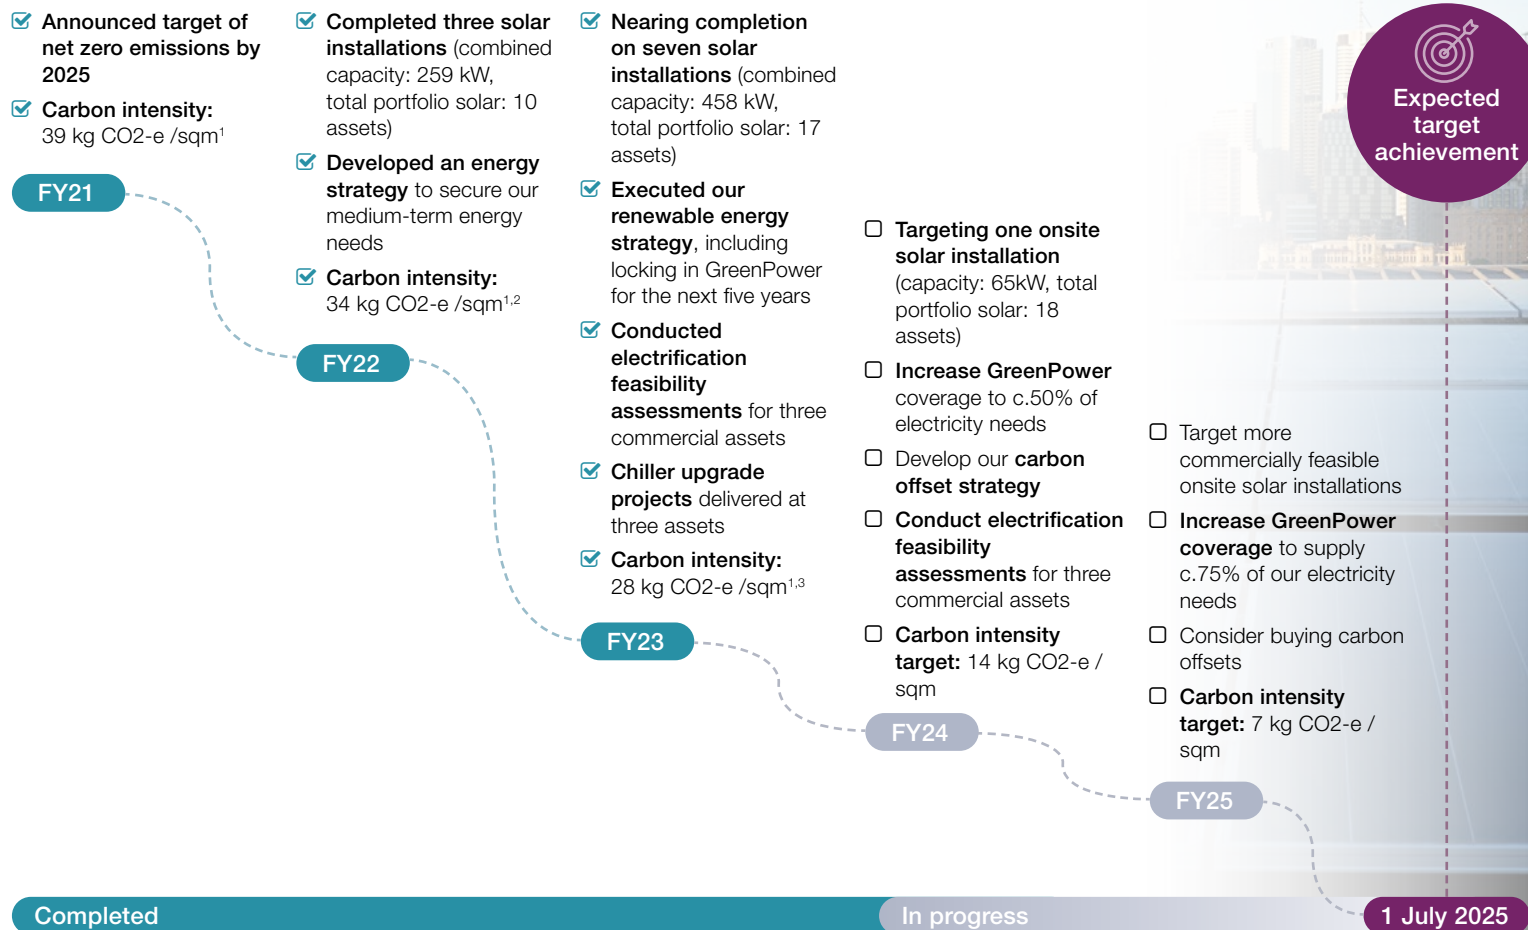 Announced target of
net zero emissions by
2025
Carbon intensity:
39 kg CO2-e /sqm¹
FY21
Completed three solar
installations (combined
capacity: 259 kW,
total portfolio solar: 10
assets)
Developed an energy
strategy to secure our
medium-term energy
needs
Carbon intensity:
34 kg CO2-e /sqm¹,²
FY22
Nearing completion
on seven solar
installations (combined
capacity: 458 kW,
total portfolio solar: 17
assets)
Executed our
renewable energy
strategy, including
locking in GreenPower
for the next five years
Conducted
electrification
feasibility
assessments for three
commercial assets
Chiller upgrade
projects delivered at
three assets
Carbon intensity:
28 kg CO2-e /sqm¹,³
FY23
Targeting one onsite
solar installation
(capacity: 65kW, total
portfolio solar: 18
assets)
Increase GreenPower
coverage to c.50% of
electricity needs
Develop our carbon
offset strategy
Conduct electrification
feasibility
assessments for three
commercial assets
Carbon intensity
target: 14 kg CO2-e /
sqm
FY24
Target more
commercially feasible
onsite solar installations
Increase GreenPower
coverage to supply
c.75% of our electricity
needs
Consider buying carbon
offsets
Carbon intensity
target: 7 kg CO2-e /
sqm
FY25
Expected
target
achievement
Completed
In progress
1 July 2025